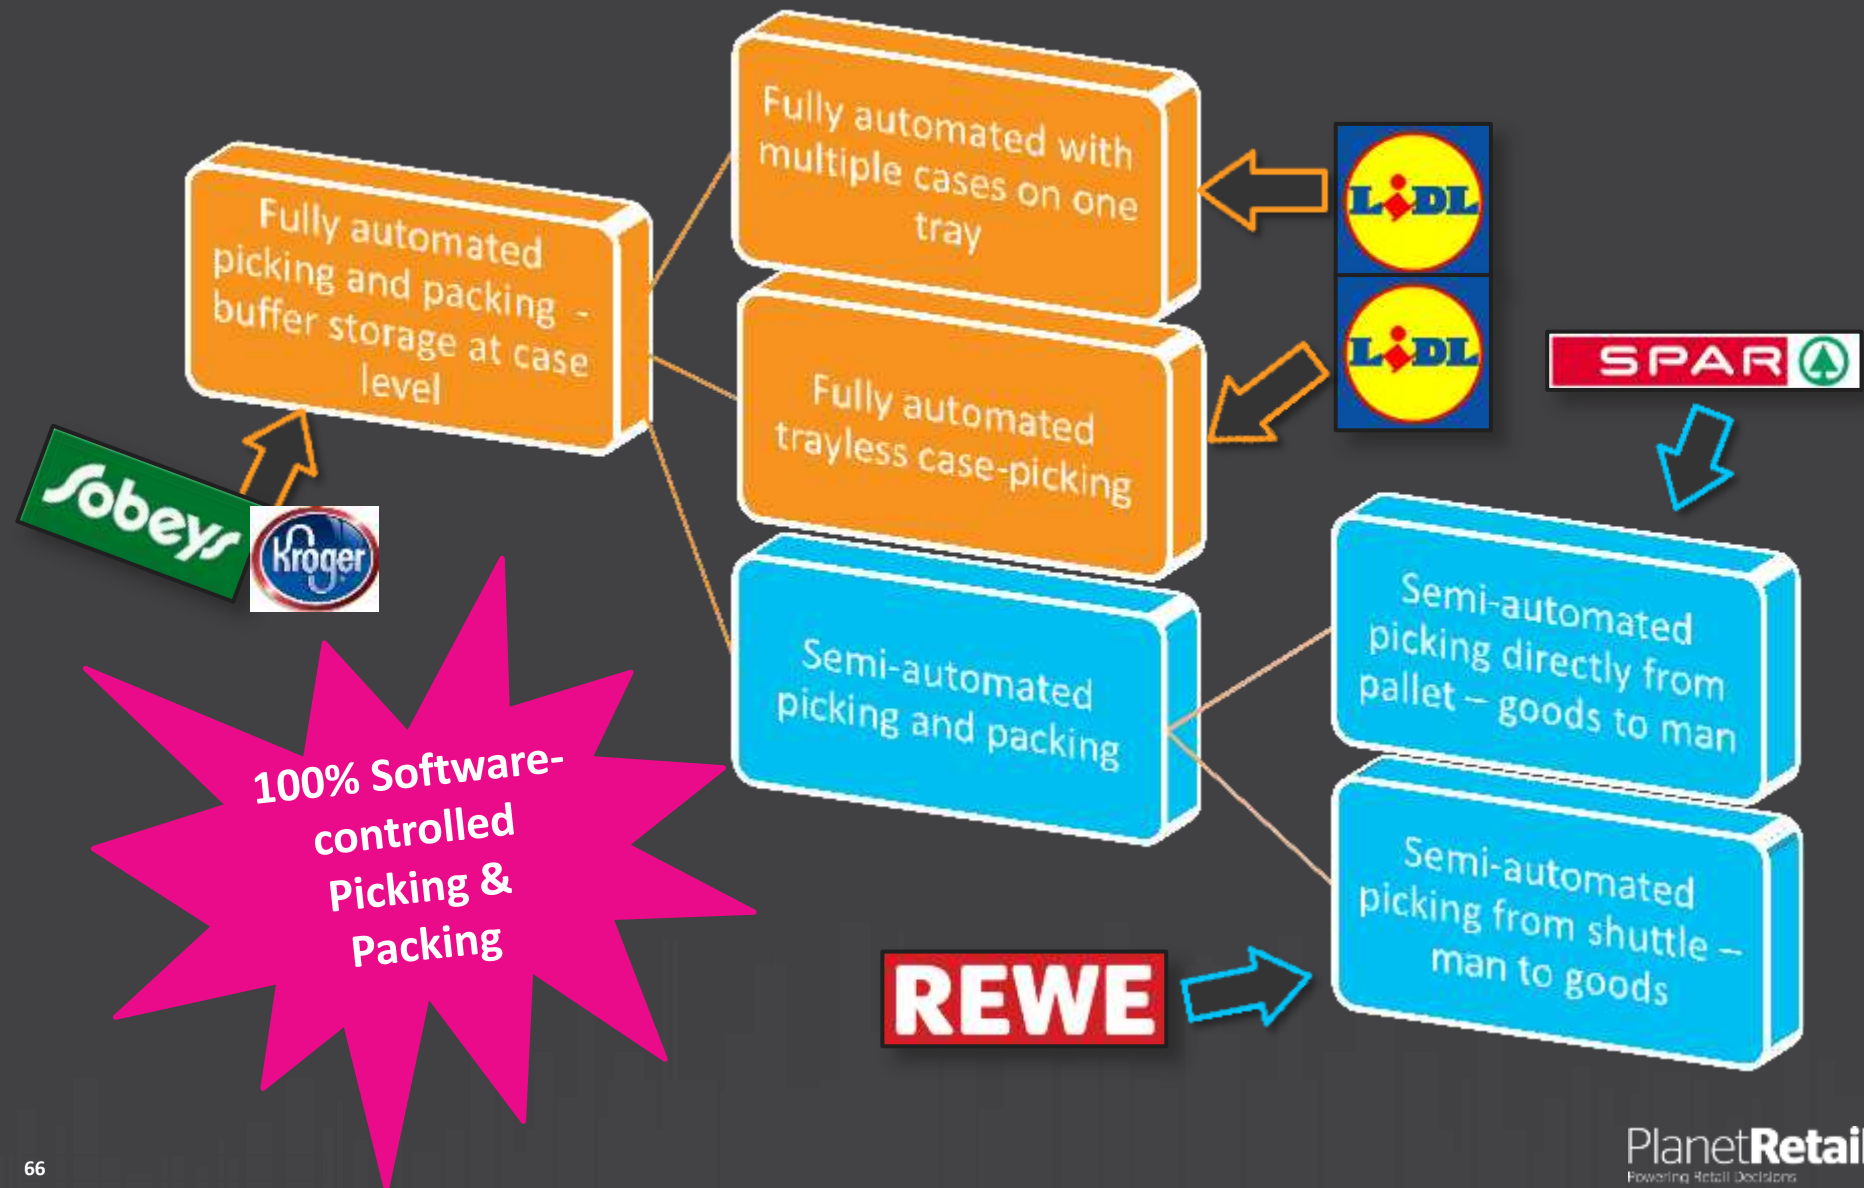 Fully automated
picking and packing -
buffer storage at case
level
Sobeys
Kroger
Fully automated with
multiple cases on one
tray
LiDL
Fully automated
trayless case-picking
LiDL
SPAR
Semi-automated
picking and packing
Semi-automated
picking directly from
pallet – goods to man
Semi-automated
picking from shuttle –
man to goods
REWE
100% Software-
controlled
Picking &
Packing
66
PlanetRetail
Powering Retail Decisions